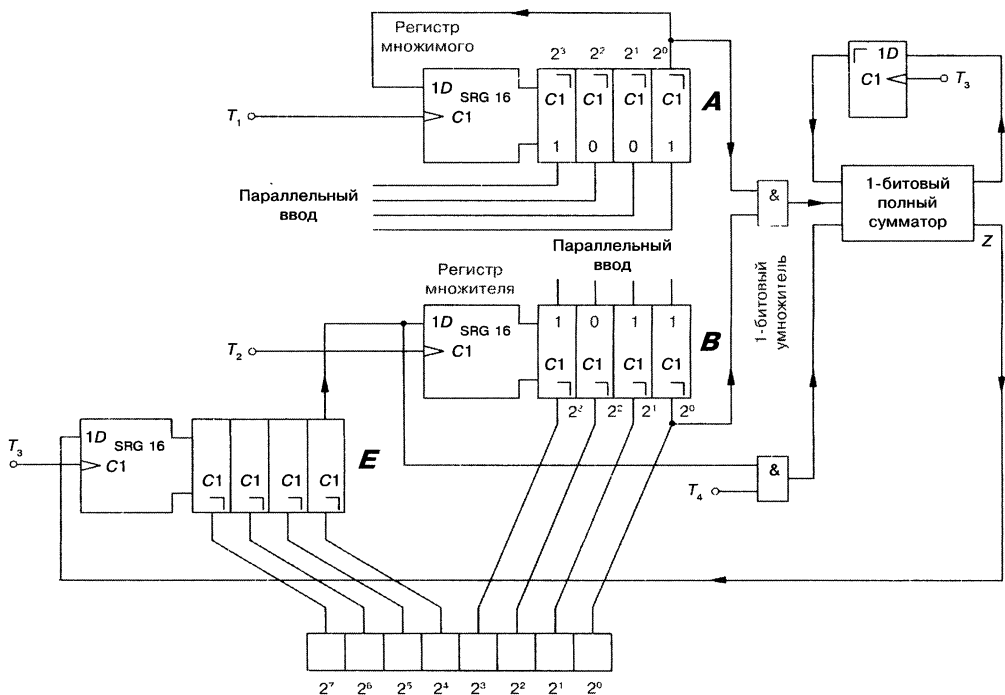 Регистр
множимого
2³ 2² 2¹ 2⁰
1D
SRG 16
C1
C1 C1 C1 C1
1 0 0 1
A
T₁
Параллельный
ввод
1D
C1
T₃
&
1-битовый
полный
сумматор
Z
1-битовый
умножитель
Параллельный
ввод
Регистр
множителя
1D
SRG 16
C1
1 0 1 1
C1 C1 C1 C1
B
T₂
2³ 2² 2¹ 2⁰
T₃
1D
SRG 16
C1
C1 C1 C1 C1
E
&
T₄
2⁷ 2⁶ 2⁵ 2⁴ 2³ 2² 2¹ 2⁰